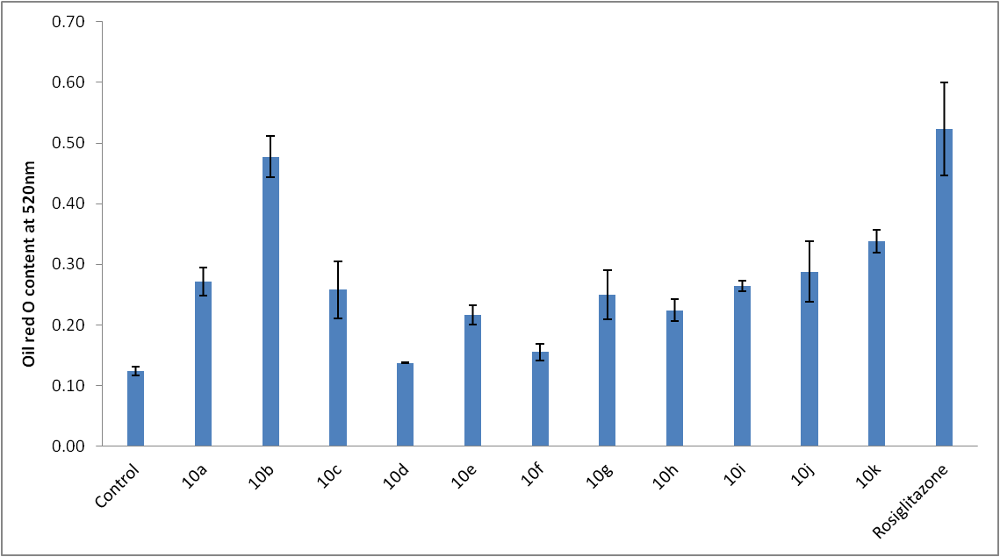 0.70
0.60
0.50
0.40
0.30
0.20
0.10
0.00
Oil red O content at 520nm
Control
10a
10b
10c
10d
10e
10f
10g
10h
10i
10j
10k
Rosiglitazone